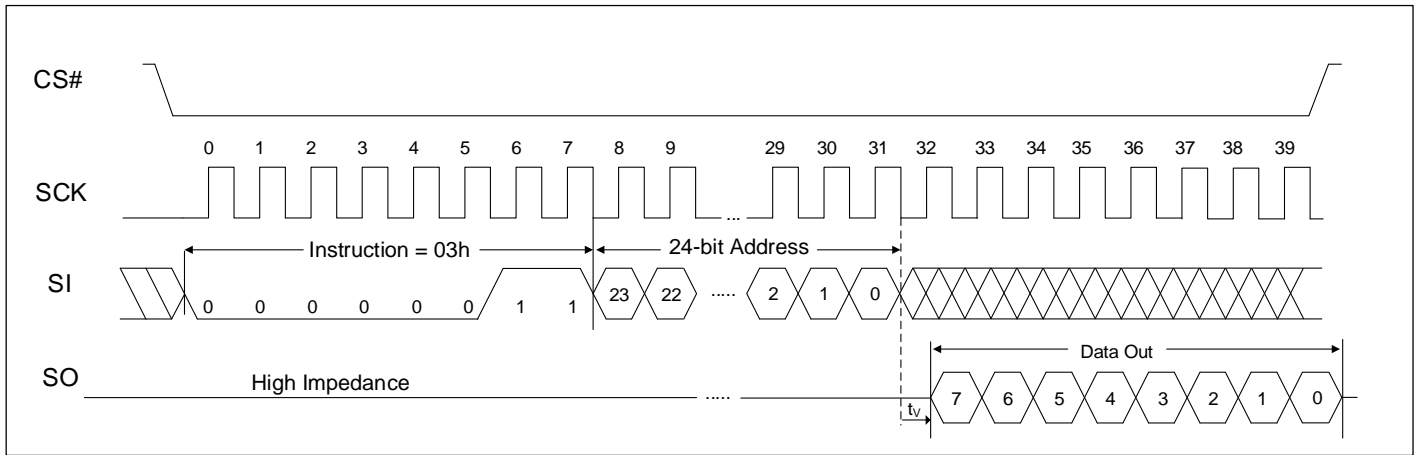 CS#
0 1 2 3 4 5 6 7 8 9 29 30 31 32 33 34 35 36 37 38 39
SCK ...
Instruction = 03h 24-bit Address
SI 0 0 0 0 0 0 1 1 23 22 ..... 2 1 0
Data Out
SO High Impedance ..... tV 7 6 5 4 3 2 1 0